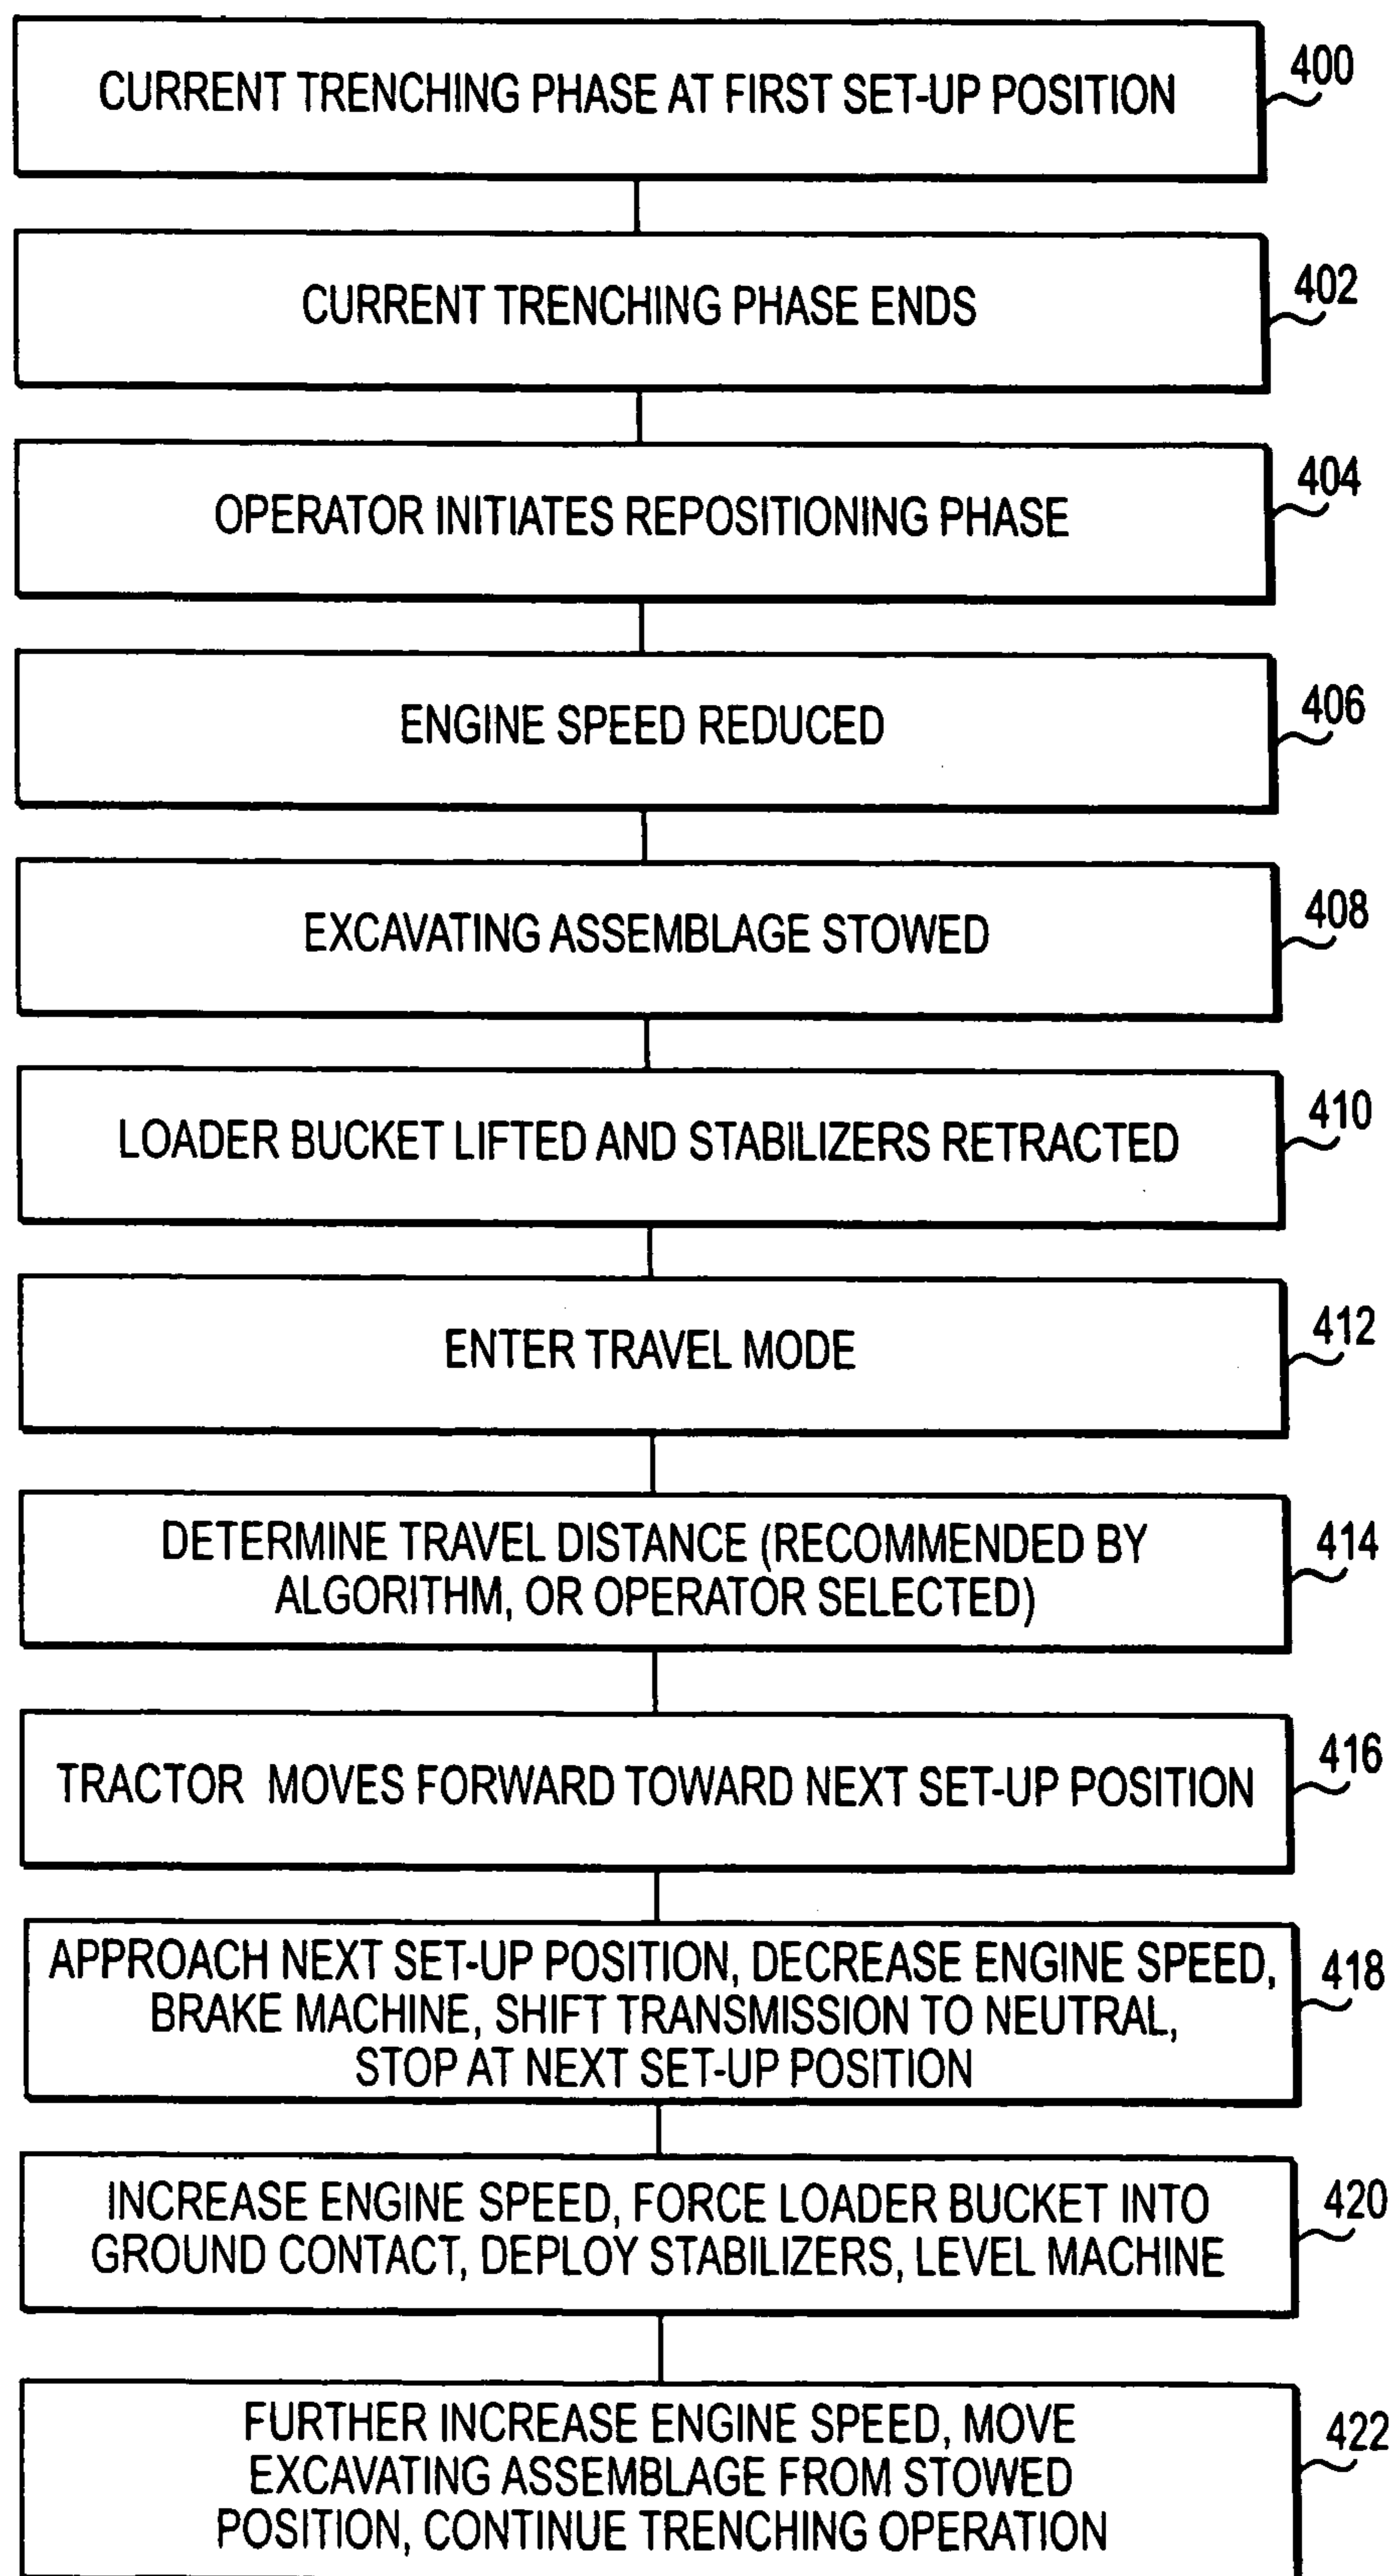 CURRENT TRENCHING PHASE AT FIRST SET-UP POSITION
400
CURRENT TRENCHING PHASE ENDS
402
OPERATOR INITIATES REPOSITIONING PHASE
404
ENGINE SPEED REDUCED
406
EXCAVATING ASSEMBLAGE STOWED
408
LOADER BUCKET LIFTED AND STABILIZERS RETRACTED
410
ENTER TRAVEL MODE
412
DETERMINE TRAVEL DISTANCE (RECOMMENDED BY
ALGORITHM, OR OPERATOR SELECTED)
414
TRACTOR MOVES FORWARD TOWARD NEXT SET-UP POSITION
416
APPROACH NEXT SET-UP POSITION, DECREASE ENGINE SPEED,
BRAKE MACHINE, SHIFT TRANSMISSION TO NEUTRAL,
STOP AT NEXT SET-UP POSITION
418
INCREASE ENGINE SPEED, FORCE LOADER BUCKET INTO
GROUND CONTACT, DEPLOY STABILIZERS, LEVEL MACHINE
420
FURTHER INCREASE ENGINE SPEED, MOVE
EXCAVATING ASSEMBLAGE FROM STOWED
POSITION, CONTINUE TRENCHING OPERATION
422